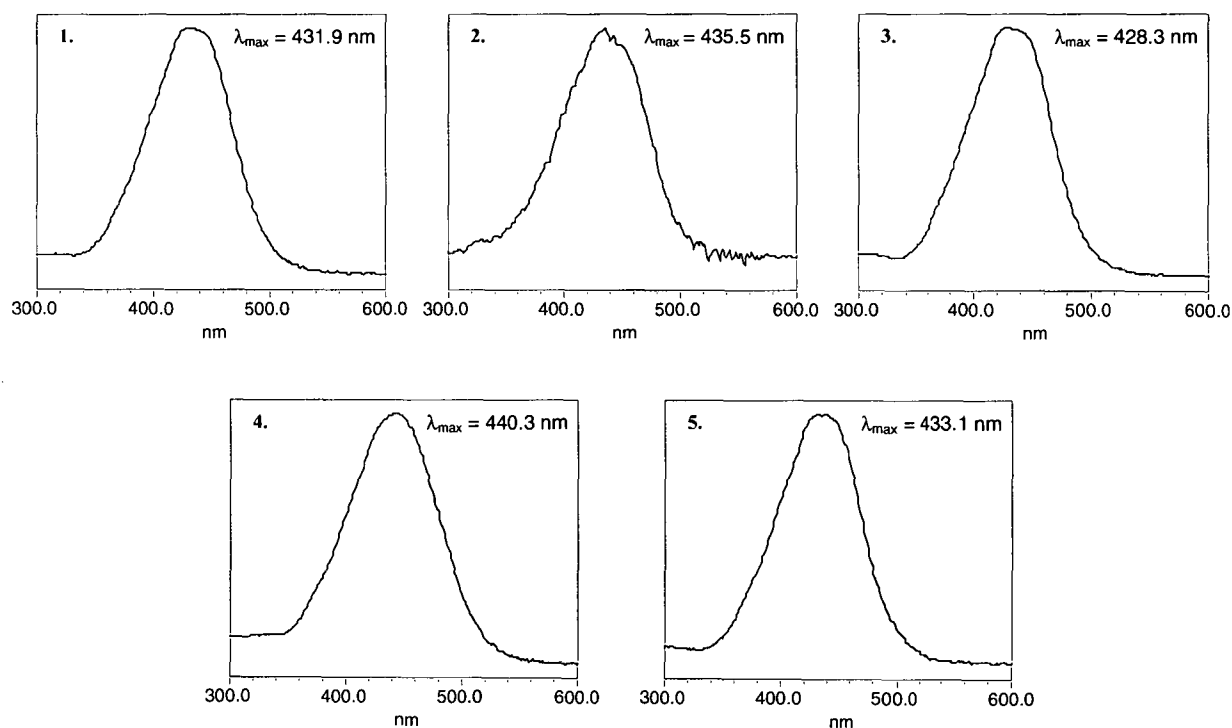 1. λmax = 431.9 nm
2. λmax = 435.5 nm
3. λmax = 428.3 nm
300.0 400.0 500.0 600.0
nm
300.0 400.0 500.0 600.0
nm
300.0 400.0 500.0 600.0
nm
4. λmax = 440.3 nm
5. λmax = 433.1 nm
300.0 400.0 500.0 600.0
nm
300.0 400.0 500.0 600.0
nm